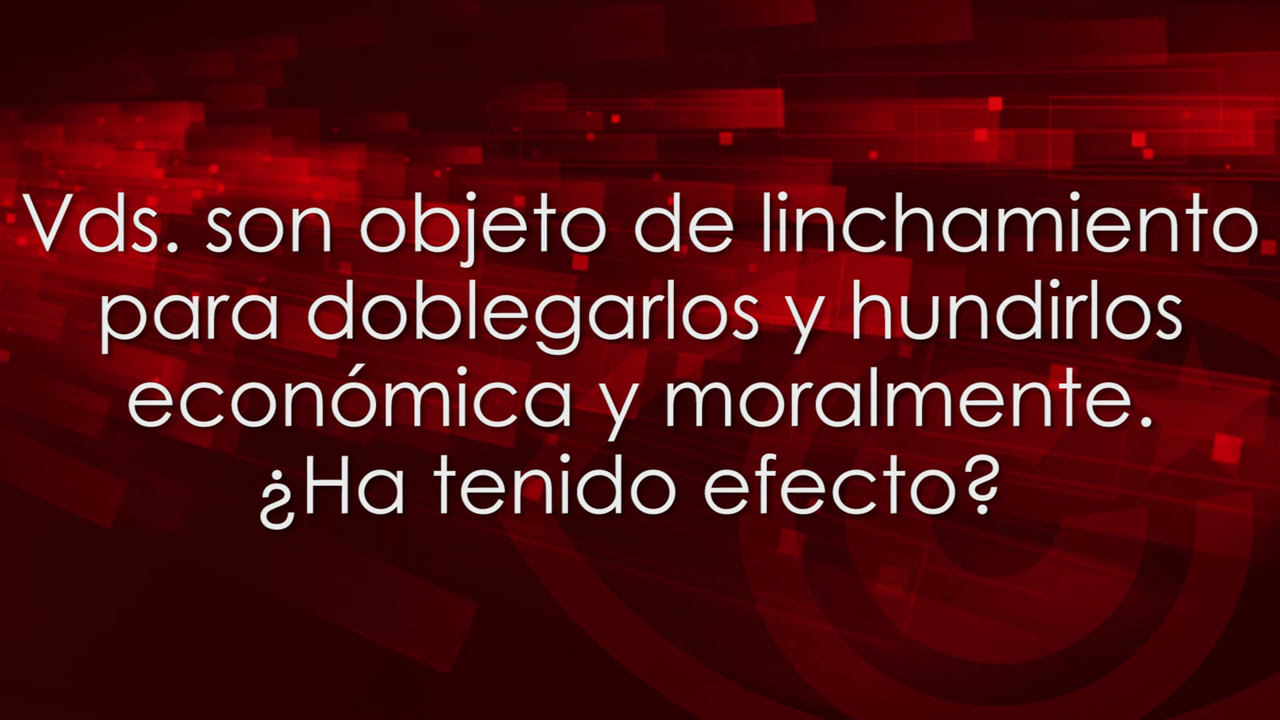 Vds. son objeto de linchamiento
para doblegarlos y hundirlos
económica y moralmente.
¿Ha tenido efecto?